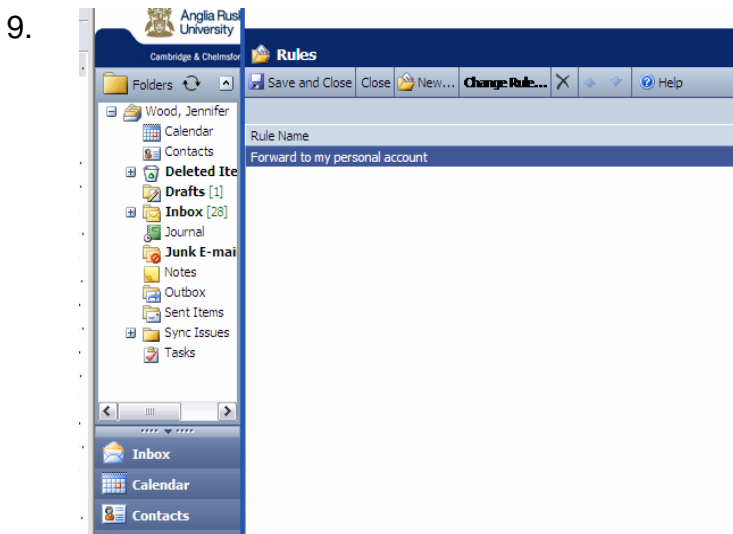 9.
Anglia Rus
University
Cambridge & Chelmsfor
Rules
Folders
Save and Close Close New... Change Rule... Help
Wood, Jennifer
Calendar
Contacts
Deleted Ite
Drafts [1]
Inbox [28]
Journal
Junk E-mai
Notes
Outbox
Sent Items
Sync Issues
Tasks
Rule Name
Forward to my personal account
Inbox
Calendar
Contacts